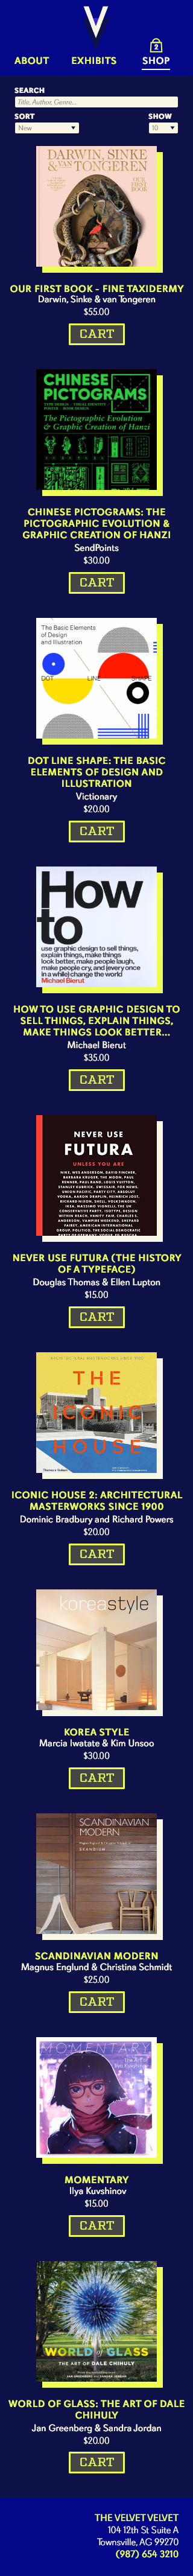 V
ABOUT EXHIBITS 2 SHOP
SEARCH
Title, Author, Genre...
SORT SHOW
New 10
DARWIN, SINKE
& VAN TONGEREN
OUR FIRST BOOK - FINE TAXIDERMY
Darwin, Sinke & van Tongeren
$55.00
CART
CHINESE
PICTOGRAMS
The Pictorial Evolution
& Graphic Creation of Hanzi
CHINESE PICTOGRAMS: THE
PICTOGRAPHIC EVOLUTION &
GRAPHIC CREATION OF HANZI
SendPoints
$30.00
CART
The Basic Elements
of Design
and Illustration
DOT LINE SHAPE
DOT LINE SHAPE: THE BASIC
ELEMENTS OF DESIGN AND
ILLUSTRATION
Victionary
$20.00
CART
How
to
use graphic design to sell things,
explain things, make things
look better, make people laugh,
make people cry, and (every once
in a while) change the world
Michael Bierut
HOW TO USE GRAPHIC DESIGN TO
SELL THINGS, EXPLAIN THINGS,
MAKE THINGS LOOK BETTER...
Michael Bierut
$35.00
CART
NEVER USE
FUTURA
UNLESS YOU ARE
NEVER USE FUTURA (THE HISTORY
OF A TYPEFACE)
Douglas Thomas & Ellen Lupton
$15.00
CART
THE
ICONIC
HOUSE
ICONIC HOUSE 2: ARCHITECTURAL
MASTERWORKS SINCE 1900
Dominic Bradbury and Richard Powers
$20.00
CART
koreastyle
KOREA STYLE
Marcia Iwatate & Kim Unsoo
$30.00
CART
SCANDINAVIAN
MODERN
SCANDINAVIAN MODERN
Magnus Englund & Christina Schmidt
$25.00
CART
MOMENTARY
MOMENTARY
Ilya Kuvshinov
$15.00
CART
WORLD OF GLASS
THE ART OF DALE CHIHULY
WORLD OF GLASS: THE ART OF DALE
CHIHULY
Jan Greenberg & Sandra Jordan
$20.00
CART
THE VELVET VELVET
104 12th St Suite A
Townsville, AG 99270
(987) 654 3210